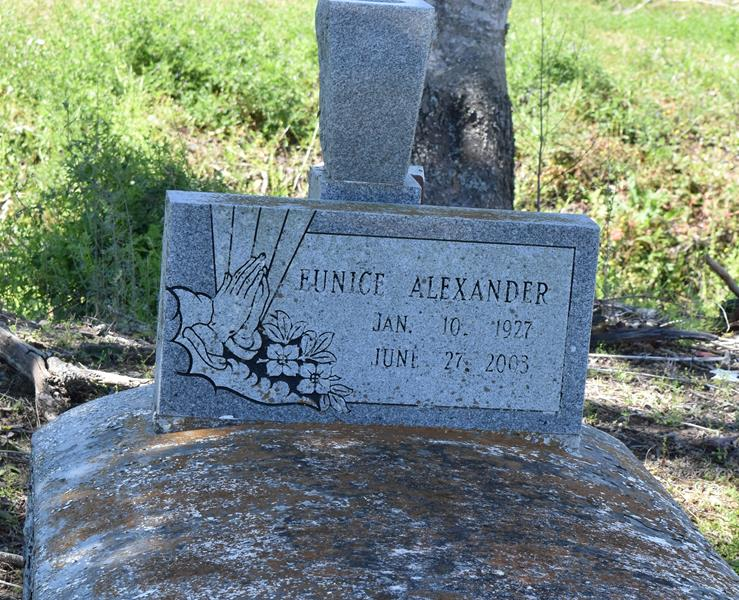 EUNICE ALEXANDER
JAN. 10, 1927
JUNE 27, 2003